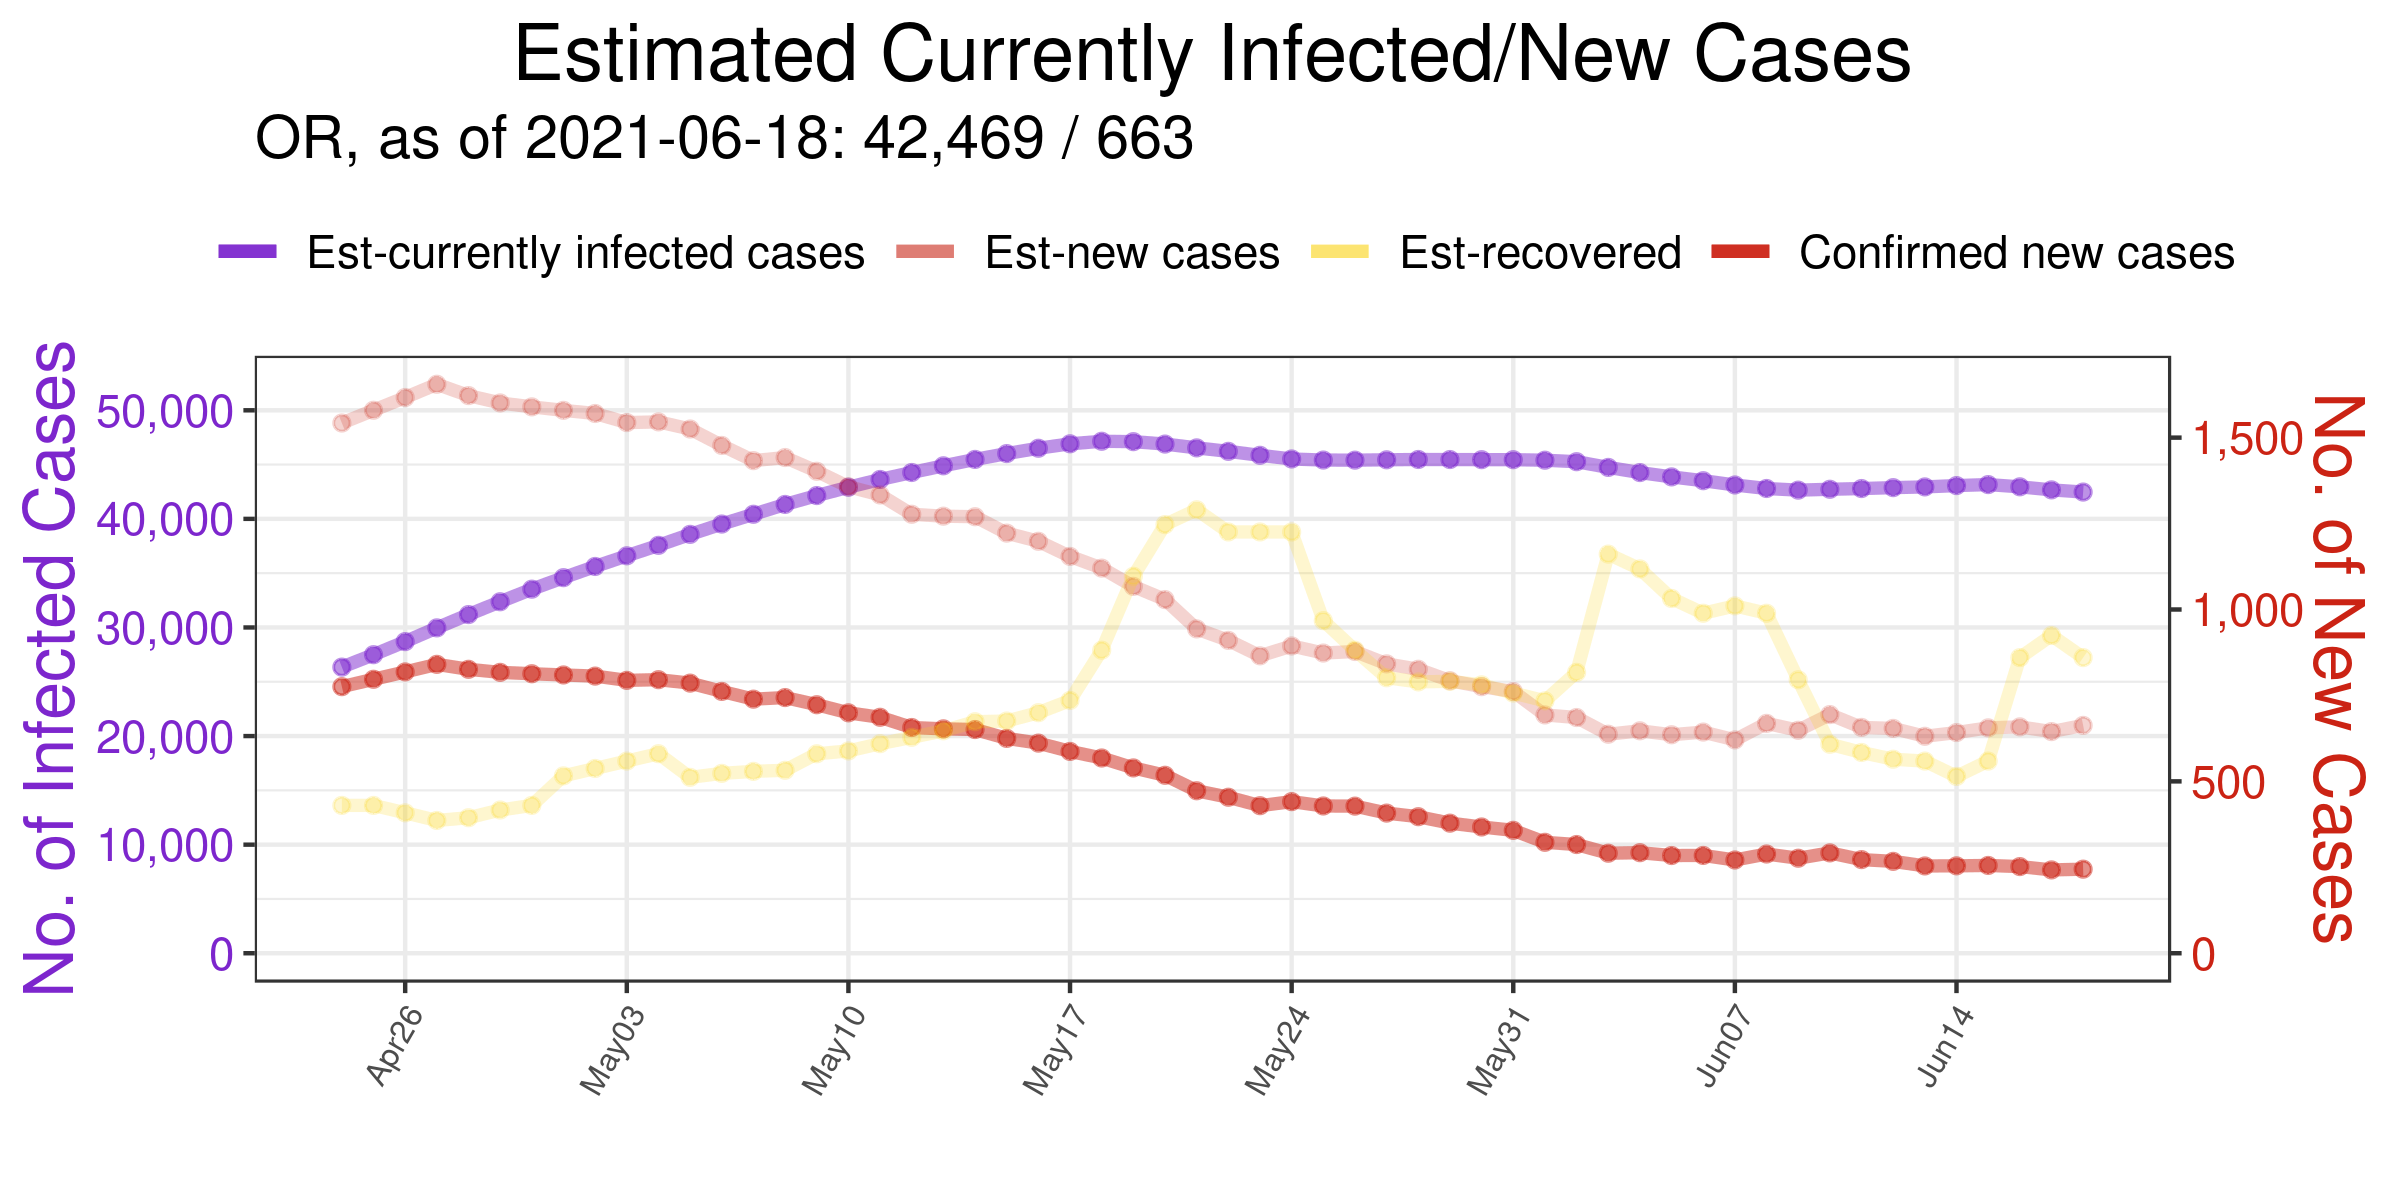 Estimated Currently Infected/New Cases
OR, as of 2021-06-18: 42,469 / 663
Est-currently infected cases Est-new cases Est-recovered Confirmed new cases
No. of Infected Cases
50,000
40,000
30,000
20,000
10,000
0
1,500
1,000
500
0
No. of New Cases
Apr26 May03 May10 May17 May24 May31 Jun07 Jun14